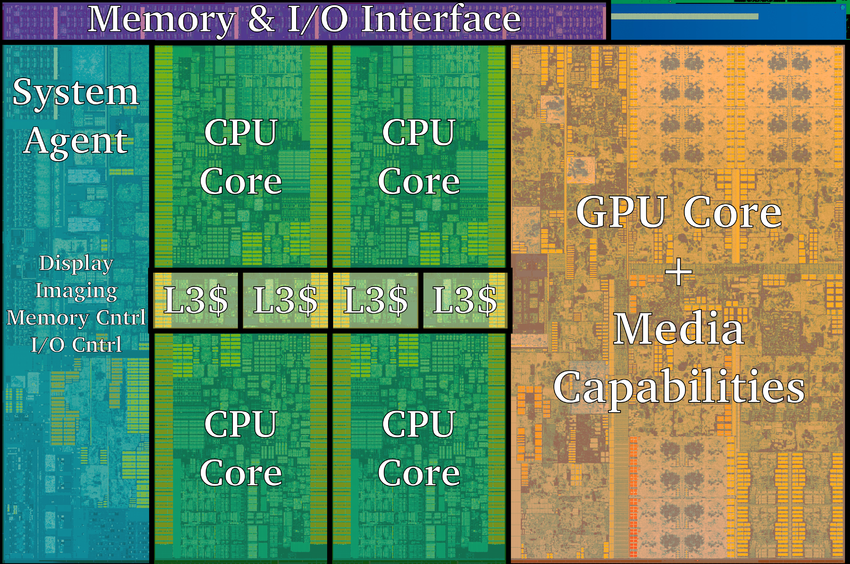 Memory & I/O Interface
System
Agent
Display
Imaging
Memory Cntrl
I/O Cntrl
CPU
Core
CPU
Core
L3$
L3$
L3$
L3$
CPU
Core
CPU
Core
GPU Core
+
Media
Capabilities